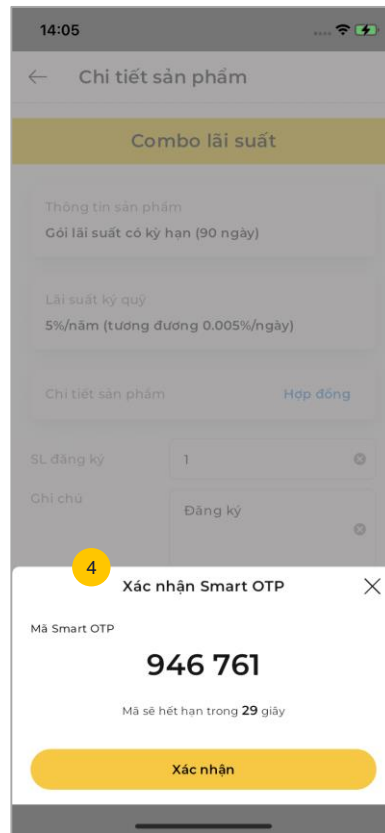 14:05
Chi tiết sản phẩm
Combo lãi suất
Thông tin sản phẩm
Gói lãi suất có kỳ hạn (90 ngày)
Lãi suất ký quỹ
5%/năm (tương đương 0.005%/ngày)
Chi tiết sản phẩm Hợp đồng
SL đăng ký 1
Ghi chú Đăng ký
4
Xác nhận Smart OTP
Mã Smart OTP
946 761
Mã sẽ hết hạn trong 29 giây
Xác nhận